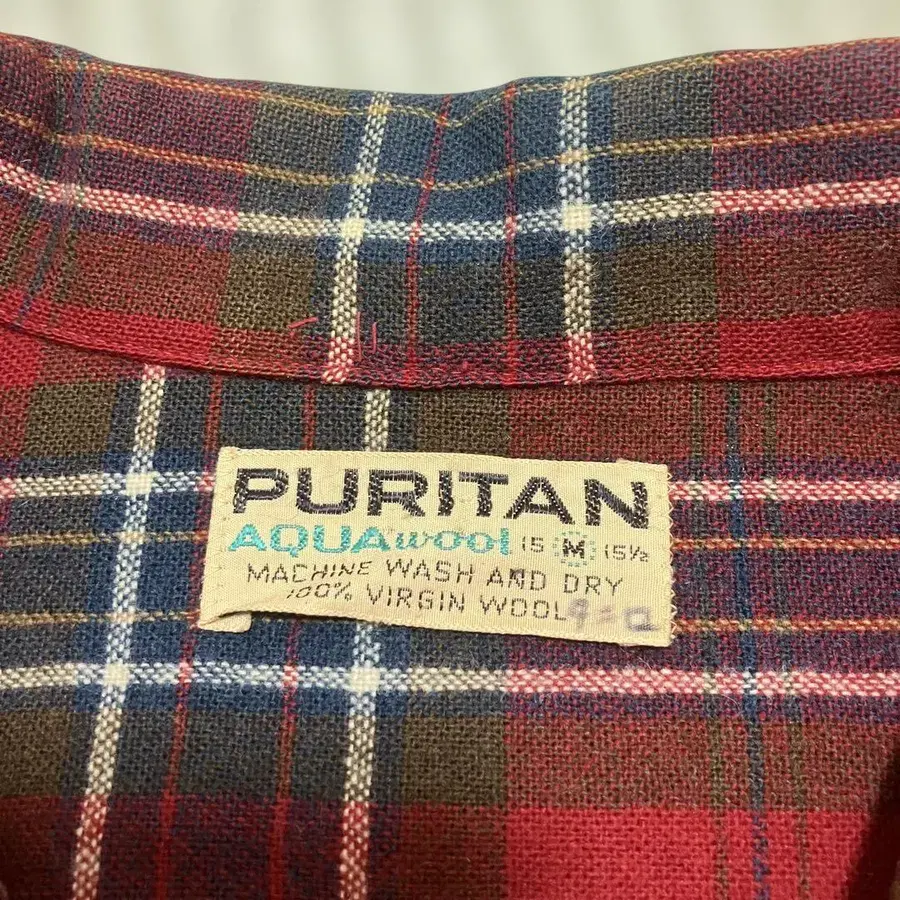 PURITAN
AQUAwool 15 M 15½
MACHINE WASH AND DRY
100% VIRGIN WOOL